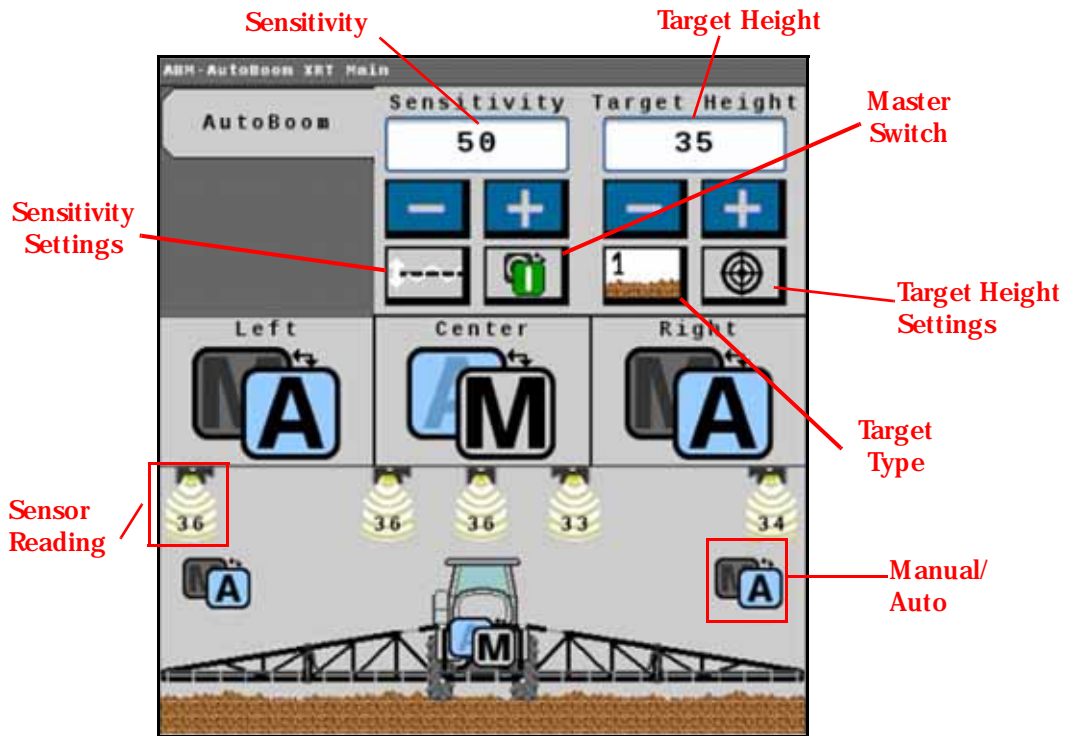 Sensitivity
Target Height
ABM-AutoBoom XRT Main
AutoBoom
Sensitivity
Target Height
50
35
Master
Switch
Sensitivity
Settings
1
Target Height
Settings
Left
Center
Right
M A
A M
M A
Target
Type
Sensor
Reading
36
36
36
33
34
M A
M A
Manual/
Auto
A M